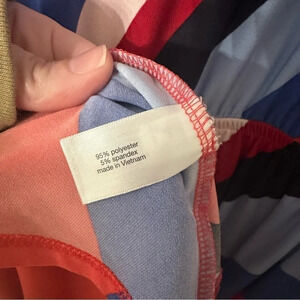 95% polyester
5% spandex
made in Vietnam